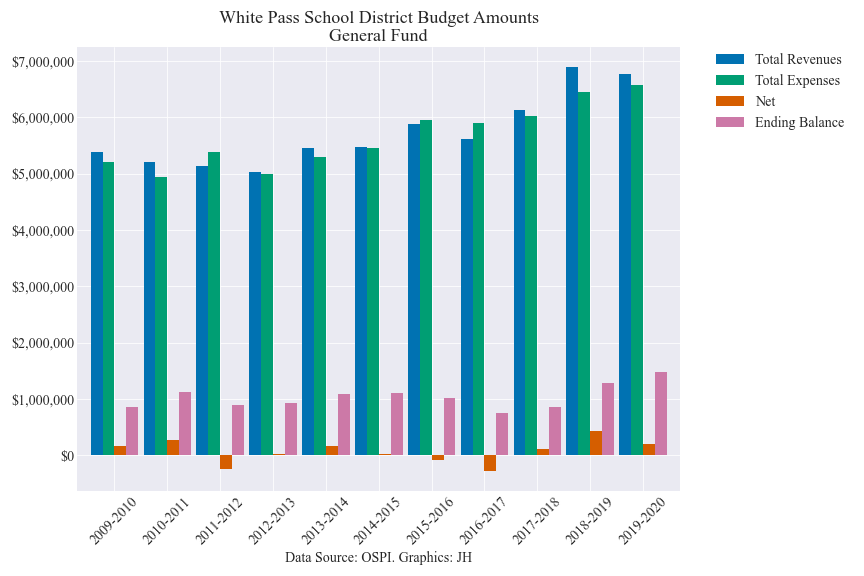 White Pass School District Budget Amounts
General Fund
$7,000,000
$6,000,000
$5,000,000
$4,000,000
$3,000,000
$2,000,000
$1,000,000
$0
2009-2010
2010-2011
2011-2012
2012-2013
2013-2014
2014-2015
2015-2016
2016-2017
2017-2018
2018-2019
2019-2020
Data Source: OSPI. Graphics: JH
Total Revenues
Total Expenses
Net
Ending Balance